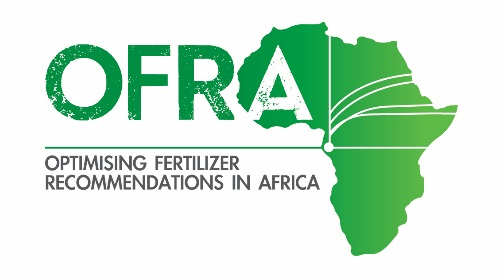 OFRA
OPTIMISING FERTILIZER
RECOMMENDATIONS IN AFRICA